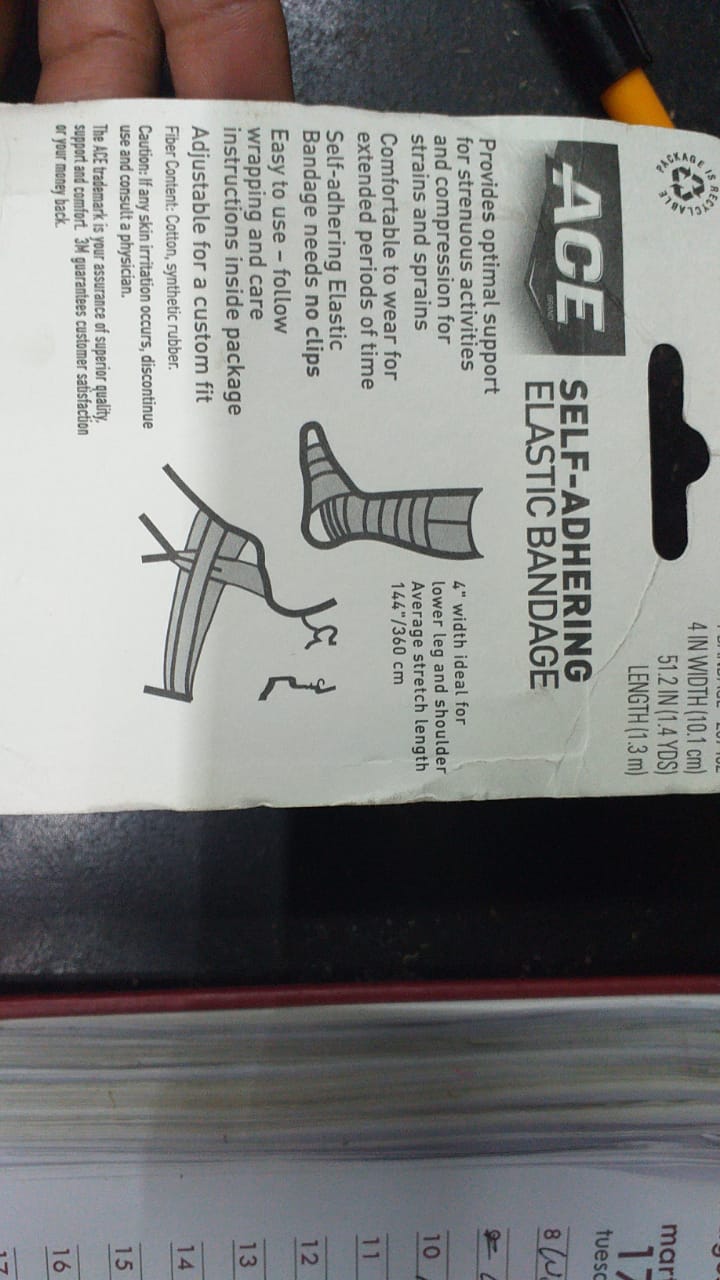 PACKAGE IS RECYCLABLE
4 IN WIDTH (10.1 cm)
51.2 IN (1.4 YDS)
LENGTH (1.3 m)
ACE
BRAND
SELF-ADHERING
ELASTIC BANDAGE
Provides optimal support
for strenuous activities
and compression for
strains and sprains
Comfortable to wear for
extended periods of time
Self-adhering Elastic
Bandage needs no clips
Easy to use – follow
wrapping and care
instructions inside package
Adjustable for a custom fit
Fiber Content: Cotton, synthetic rubber.
Caution: If any skin irritation occurs, discontinue
use and consult a physician.
The ACE trademark is your assurance of superior quality,
support and comfort. 3M guarantees customer satisfaction
or your money back.
4" width ideal for
lower leg and shoulder
Average stretch length
144"/360 cm
mar
17
tues
8
10
11
12
13
14
15
16
17